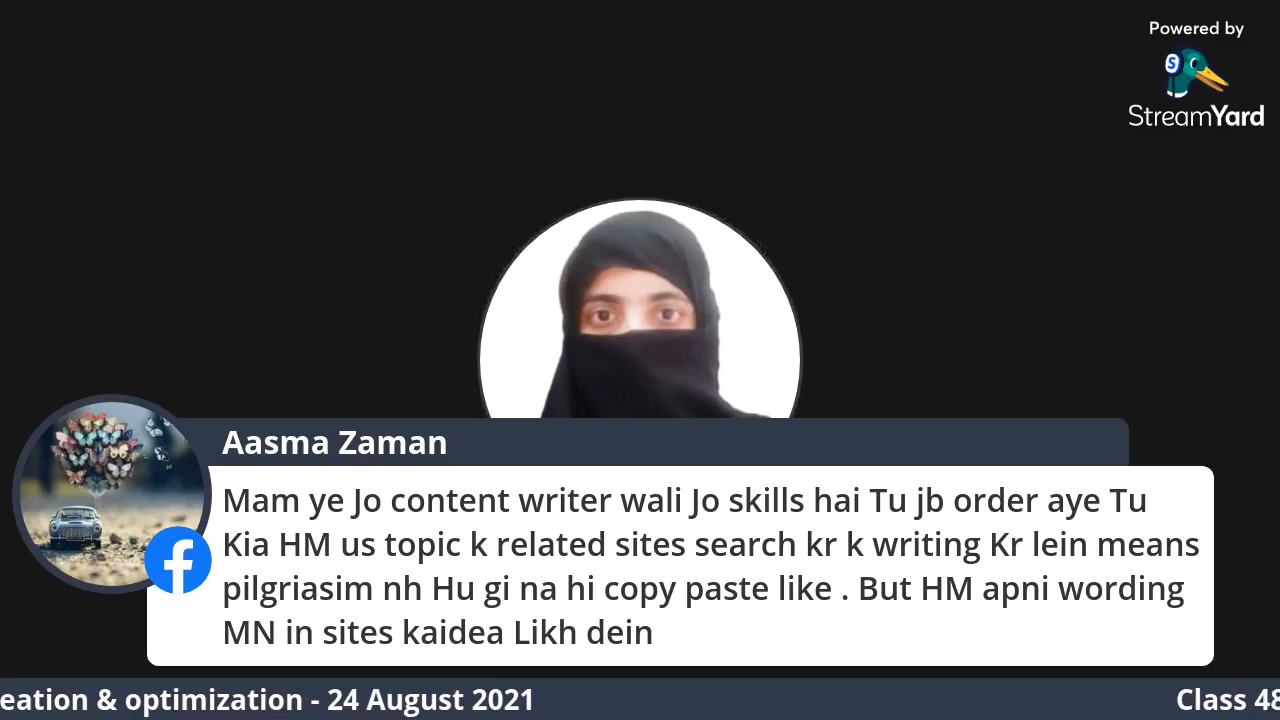 Powered by
S
StreamYard
Aasma Zaman
Mam ye Jo content writer wali Jo skills hai Tu jb order aye Tu
Kia HM us topic k related sites search kr k writing Kr lein means
pilgriasim nh Hu gi na hi copy paste like . But HM apni wording
MN in sites kaidea Likh dein
eation & optimization - 24 August 2021
Class 48